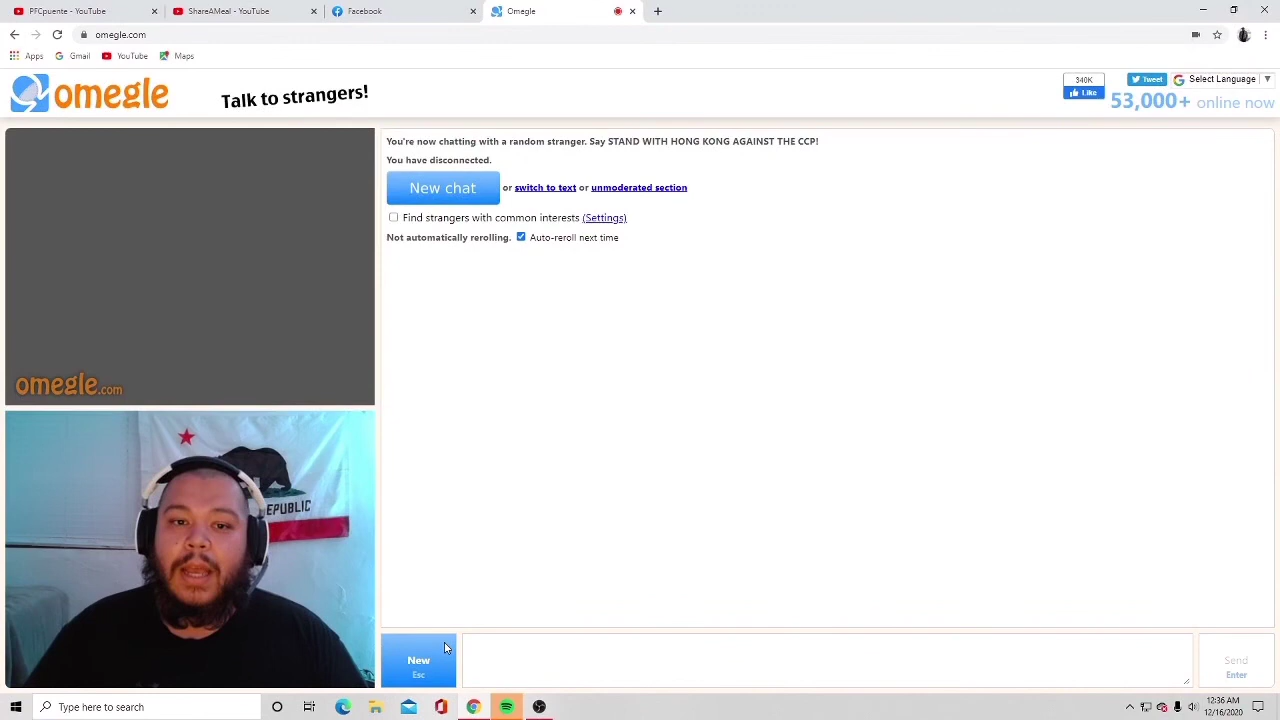 PFCpuente - YouTube
ShareAMeal - YouTube
Facebook
Omegle
omegle.com
Apps
Gmail
YouTube
Maps
omegle
Talk to strangers!
340K
Like
Tweet
Select Language
53,000+ online now
You're now chatting with a random stranger. Say STAND WITH HONG KONG AGAINST THE CCP!
You have disconnected.
New chat or switch to text or unmoderated section
Find strangers with common interests (Settings)
Not automatically rerolling. Auto-reroll next time
omegle.com
REPUBLIC
New
Esc
Send
Enter
Type here to search
12:36 AM
12/16/2020